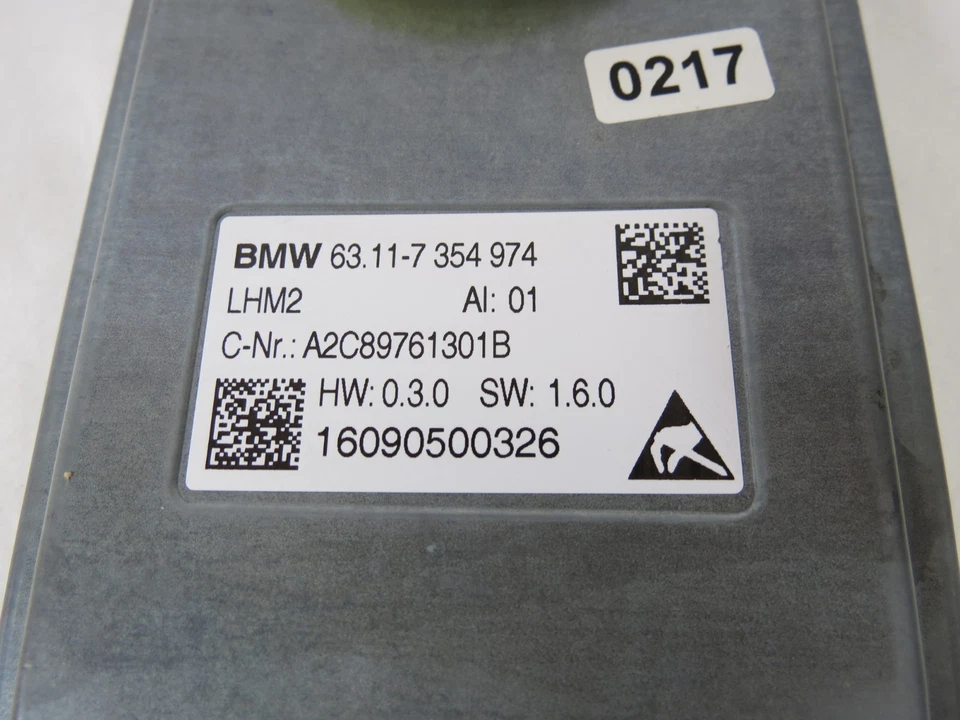 0217
BMW 63.11-7 354 974
LHM2 AI: 01
C-Nr.: A2C89761301B
HW: 0.3.0 SW: 1.6.0
16090500326